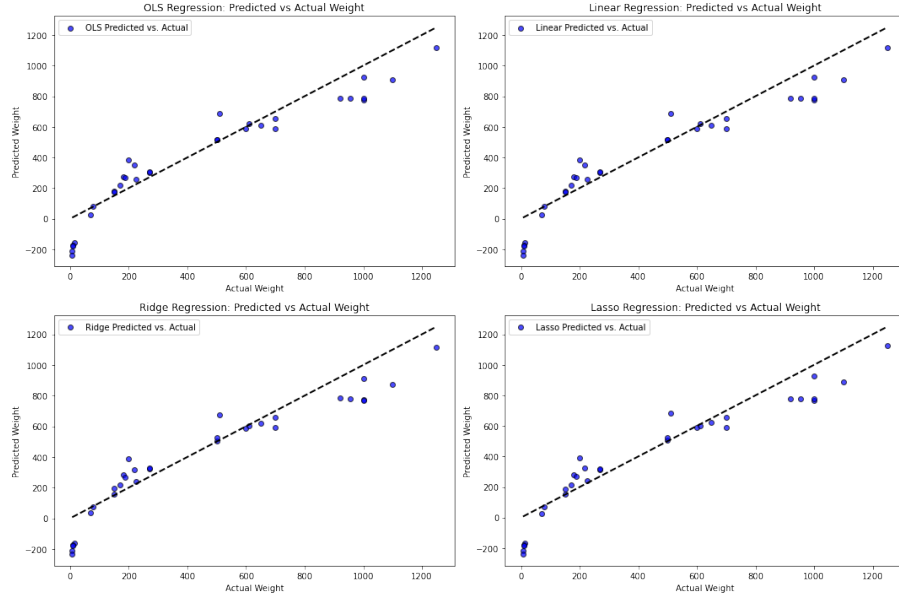 OLS Regression: Predicted vs Actual Weight
OLS Predicted vs. Actual
Predicted Weight
1200
1000
800
600
400
200
0
−200
0 200 400 600 800 1000 1200
Actual Weight
Linear Regression: Predicted vs Actual Weight
Linear Predicted vs. Actual
Predicted Weight
1200
1000
800
600
400
200
0
−200
0 200 400 600 800 1000 1200
Actual Weight
Ridge Regression: Predicted vs Actual Weight
Ridge Predicted vs. Actual
Predicted Weight
1200
1000
800
600
400
200
0
−200
0 200 400 600 800 1000 1200
Actual Weight
Lasso Regression: Predicted vs Actual Weight
Lasso Predicted vs. Actual
Predicted Weight
1200
1000
800
600
400
200
0
−200
0 200 400 600 800 1000 1200
Actual Weight